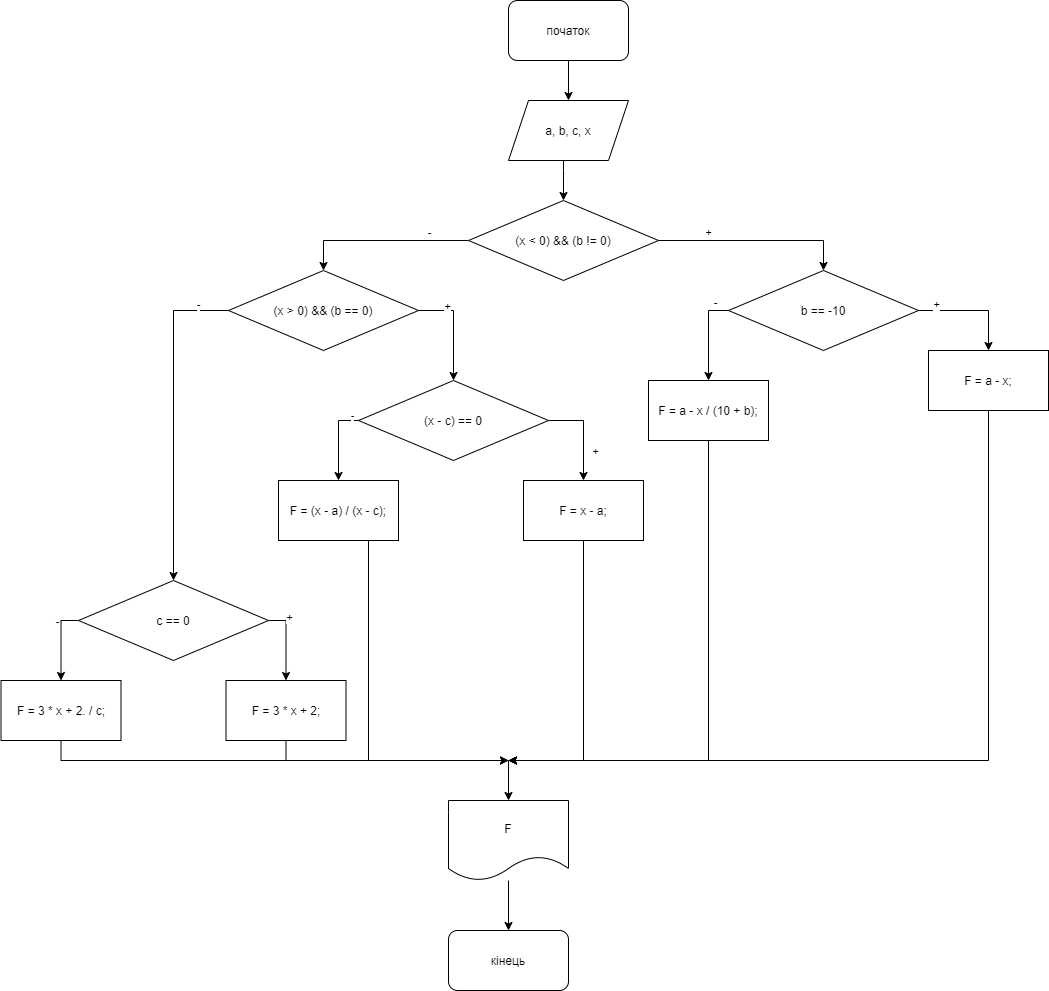 початок
a, b, c, x
(x < 0) && (b != 0)
-
+
(x > 0) && (b == 0)
-
+
b == -10
-
+
F = a - x;
F = a - x / (10 + b);
(x - c) == 0
-
+
F = (x - a) / (x - c);
F = x - a;
c == 0
-
+
F = 3 * x + 2. / c;
F = 3 * x + 2;
F
кінець